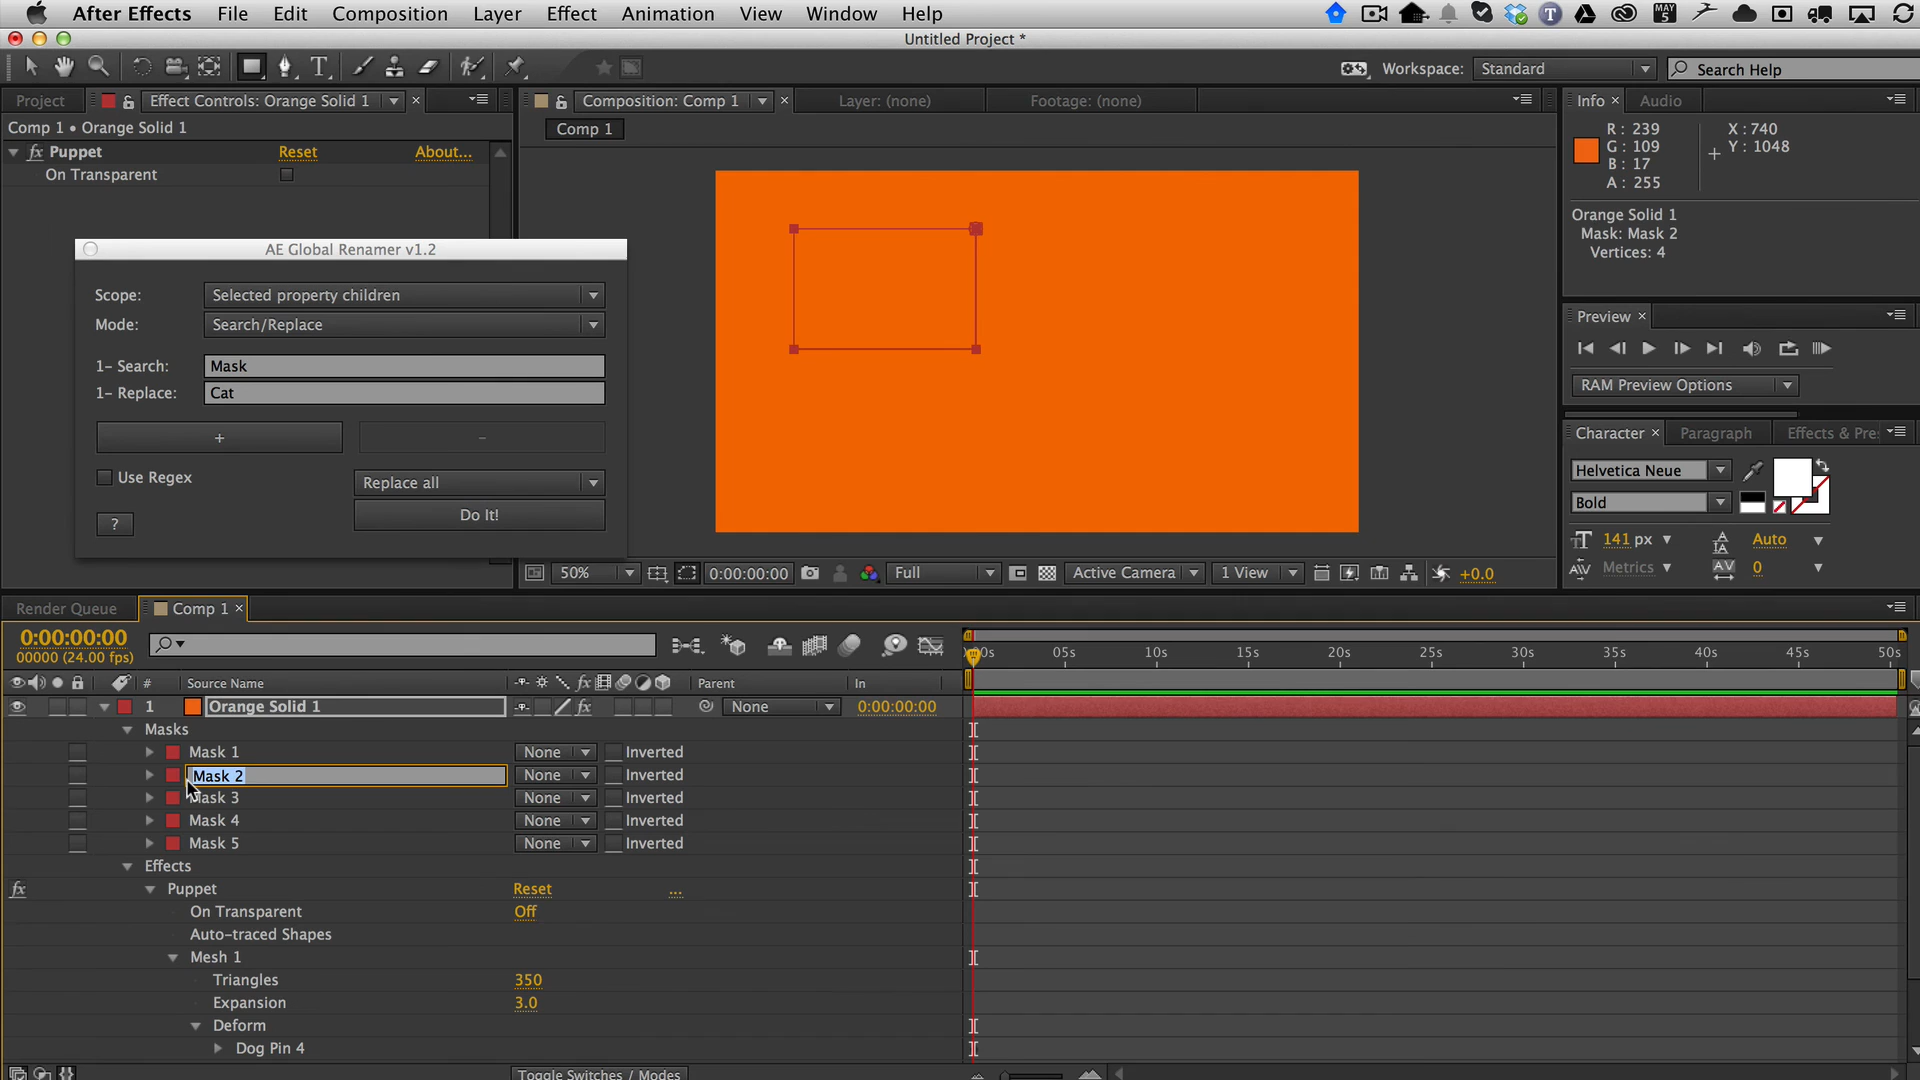 After Effects File Edit Composition Layer Effect Animation View Window Help
MAY 5
Untitled Project *
Workspace: Standard
Search Help
Project Effect Controls: Orange Solid 1 × Composition: Comp 1 × Layer: (none) Footage: (none) Info × Audio
Comp 1 • Orange Solid 1
Comp 1
fx Puppet Reset About...
On Transparent
R: 239 X: 740
G: 109 Y: 1048
B: 17
A: 255
Orange Solid 1
Mask: Mask 2
Vertices: 4
AE Global Renamer v1.2
Scope: Selected property children
Mode: Search/Replace
1- Search: Mask
1- Replace: Cat
+ -
Use Regex Replace all
? Do It!
Preview ×
RAM Preview Options
Character × Paragraph Effects & Pre
Helvetica Neue
Bold
141 px Auto
Metrics 0
50% 0:00:00:00 Full Active Camera 1 View +0.0
Render Queue Comp 1 ×
0:00:00:00
00000 (24.00 fps)
00s 05s 10s 15s 20s 25s 30s 35s 40s 45s 50s
# Source Name fx Parent In
1 Orange Solid 1 fx None 0:00:00:00
Masks
Mask 1 None Inverted
Mask 2 None Inverted
Mask 3 None Inverted
Mask 4 None Inverted
Mask 5 None Inverted
Effects
fx Puppet Reset ...
On Transparent Off
Auto-traced Shapes
Mesh 1
Triangles 350
Expansion 3.0
Deform
Dog Pin 4
Toggle Switches / Modes